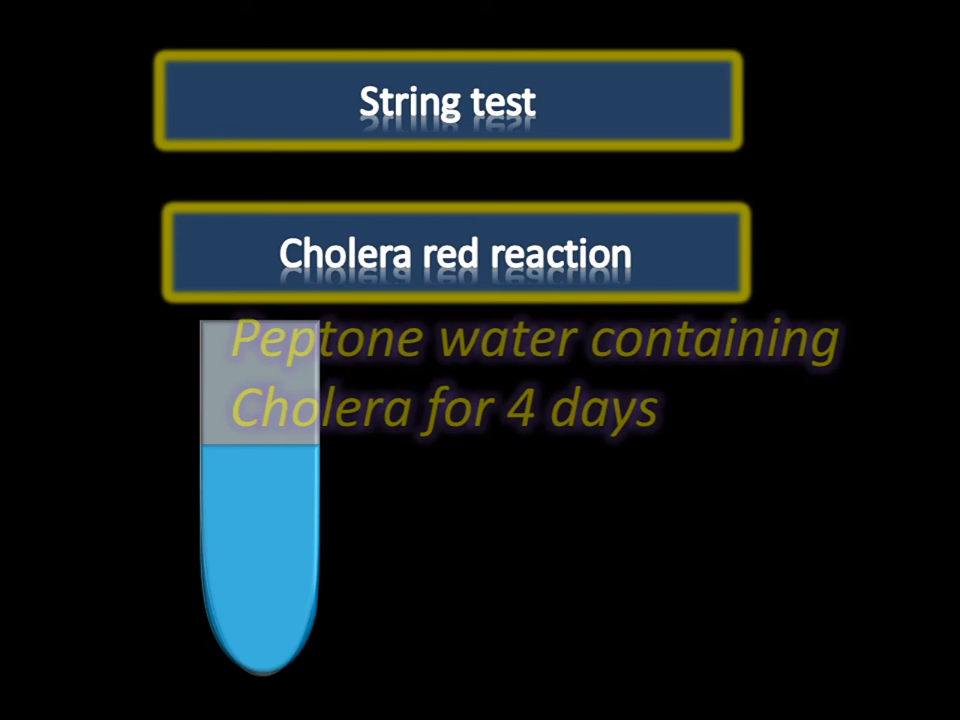 String test
Cholera red reaction
Peptone water containing
Cholera for 4 days